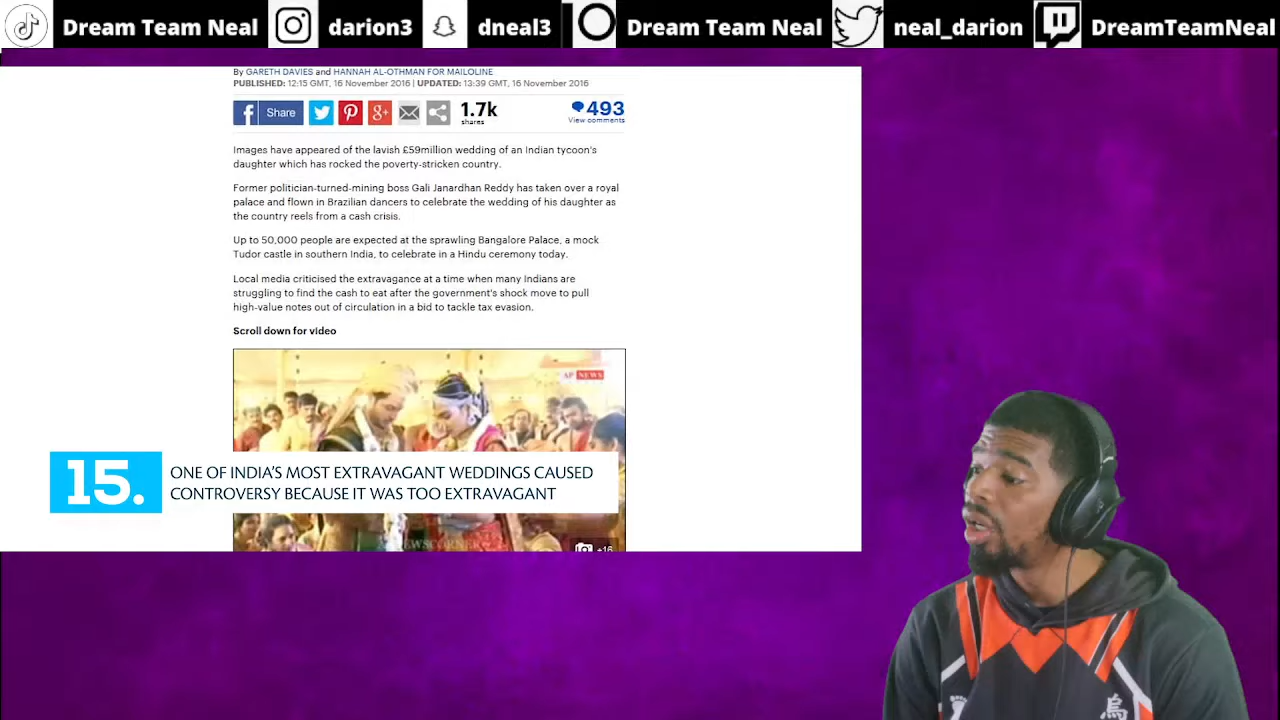 Dream Team Neal
darion3
dneal3
Dream Team Neal
neal_darion
DreamTeamNeal
By GARETH DAVIES and HANNAH AL-OTHMAN FOR MAILOLINE
PUBLISHED: 12:15 GMT, 16 November 2016 | UPDATED: 13:39 GMT, 16 November 2016
f Share
g+
1.7k
shares
493
View comments
Images have appeared of the lavish £59million wedding of an Indian tycoon's
daughter which has rocked the poverty-stricken country.
Former politician-turned-mining boss Gali Janardhan Reddy has taken over a royal
palace and flown in Brazilian dancers to celebrate the wedding of his daughter as
the country reels from a cash crisis.
Up to 50,000 people are expected at the sprawling Bangalore Palace, a mock
Tudor castle in southern India, to celebrate in a Hindu ceremony today.
Local media criticised the extravagance at a time when many Indians are
struggling to find the cash to eat after the government's shock move to pull
high-value notes out of circulation in a bid to tackle tax evasion.
Scroll down for video
AP NEWS
15.
ONE OF INDIA'S MOST EXTRAVAGANT WEDDINGS CAUSED
CONTROVERSY BECAUSE IT WAS TOO EXTRAVAGANT
NEWSCORNER
+16
烏